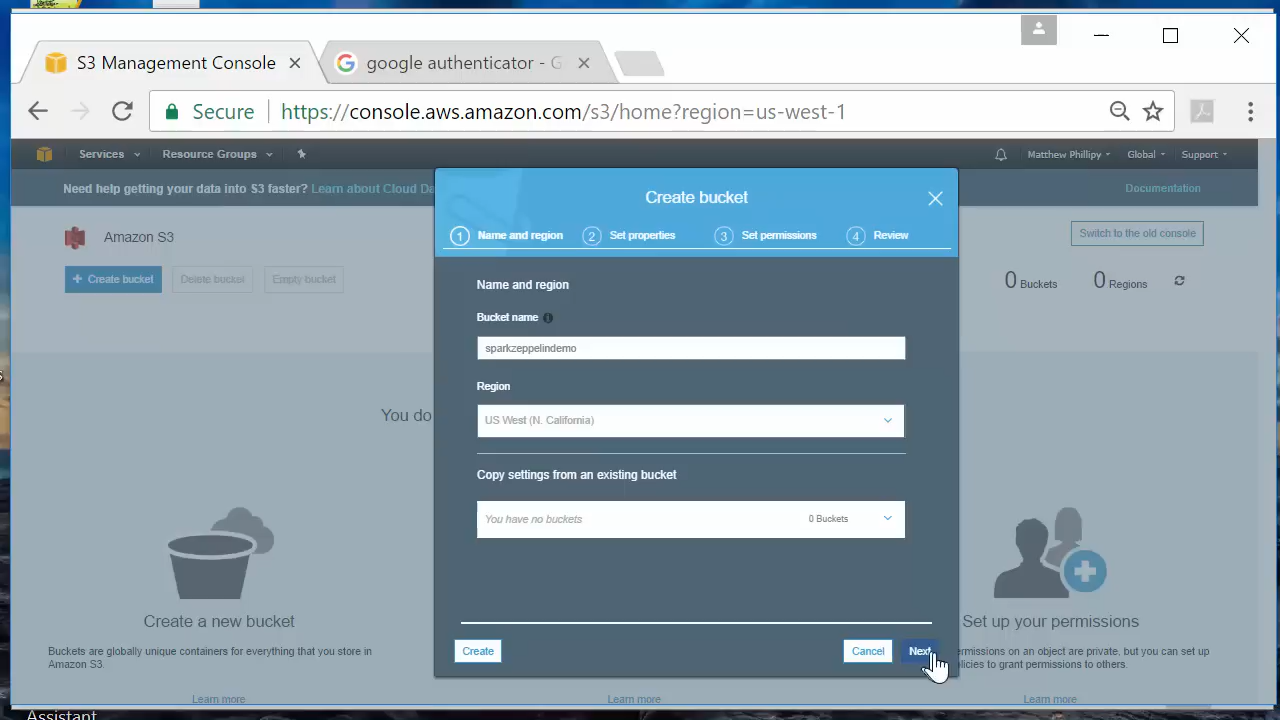 S3 Management Console
google authenticator - G
Secure
https://console.aws.amazon.com/s3/home?region=us-west-1
Services
Resource Groups
Matthew Phillipy
Global
Support
Need help getting your data into S3 faster? Learn about Cloud Da
Documentation
Create bucket
1 Name and region
2 Set properties
3 Set permissions
4 Review
Amazon S3
Switch to the old console
+ Create bucket
Delete bucket
Empty bucket
0 Buckets
0 Regions
Name and region
Bucket name
sparkzeppelindemo
Region
US West (N. California)
You do
Copy settings from an existing bucket
You have no buckets
0 Buckets
Create a new bucket
Buckets are globally unique containers for everything that you store in
Amazon S3.
Learn more
Create
Cancel
Next
Learn more
Set up your permissions
ermissions on an object are private, but you can set up
olicies to grant permissions to others.
Learn more
Assistant